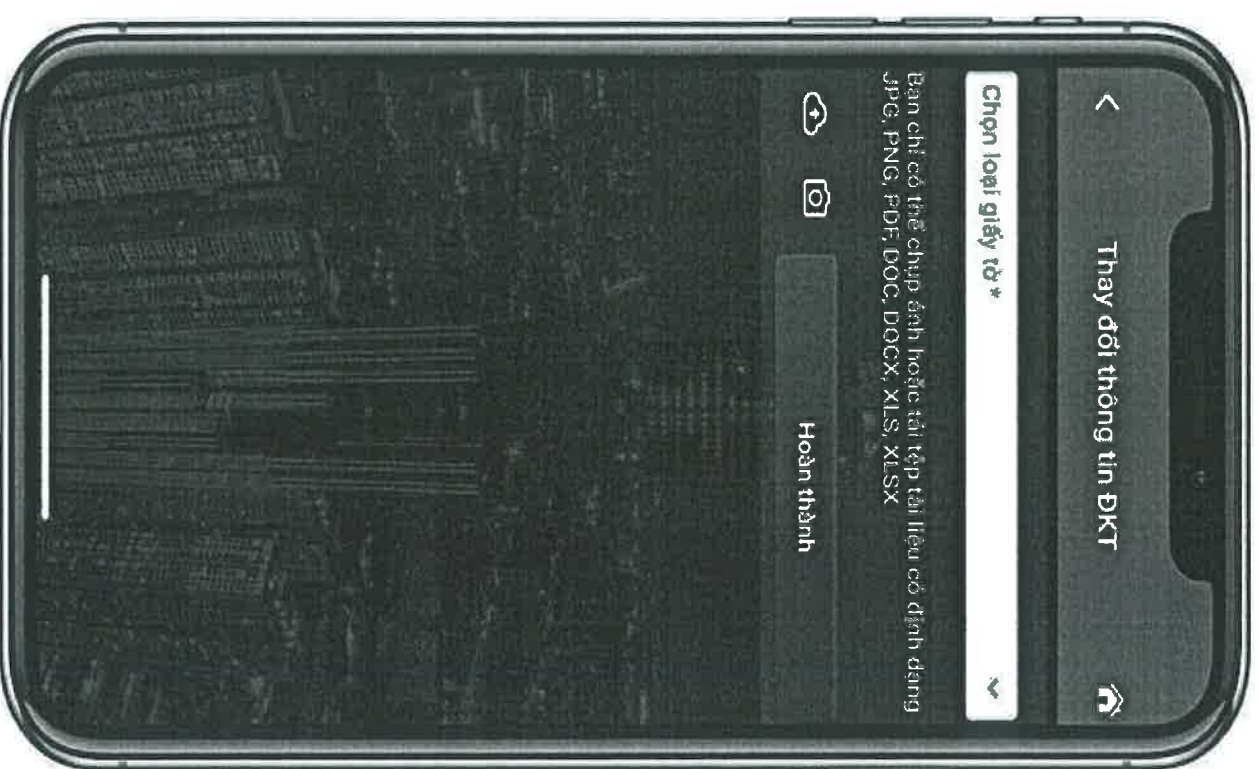 Thay đổi thông tin ĐKT
Chọn loại giấy tờ *
Bạn chỉ có thể chụp ảnh hoặc tải tệp tài liệu có định dạng
JPG, PNG, PDF, DOC, DOCX, XLS, XLSX
Hoàn thành